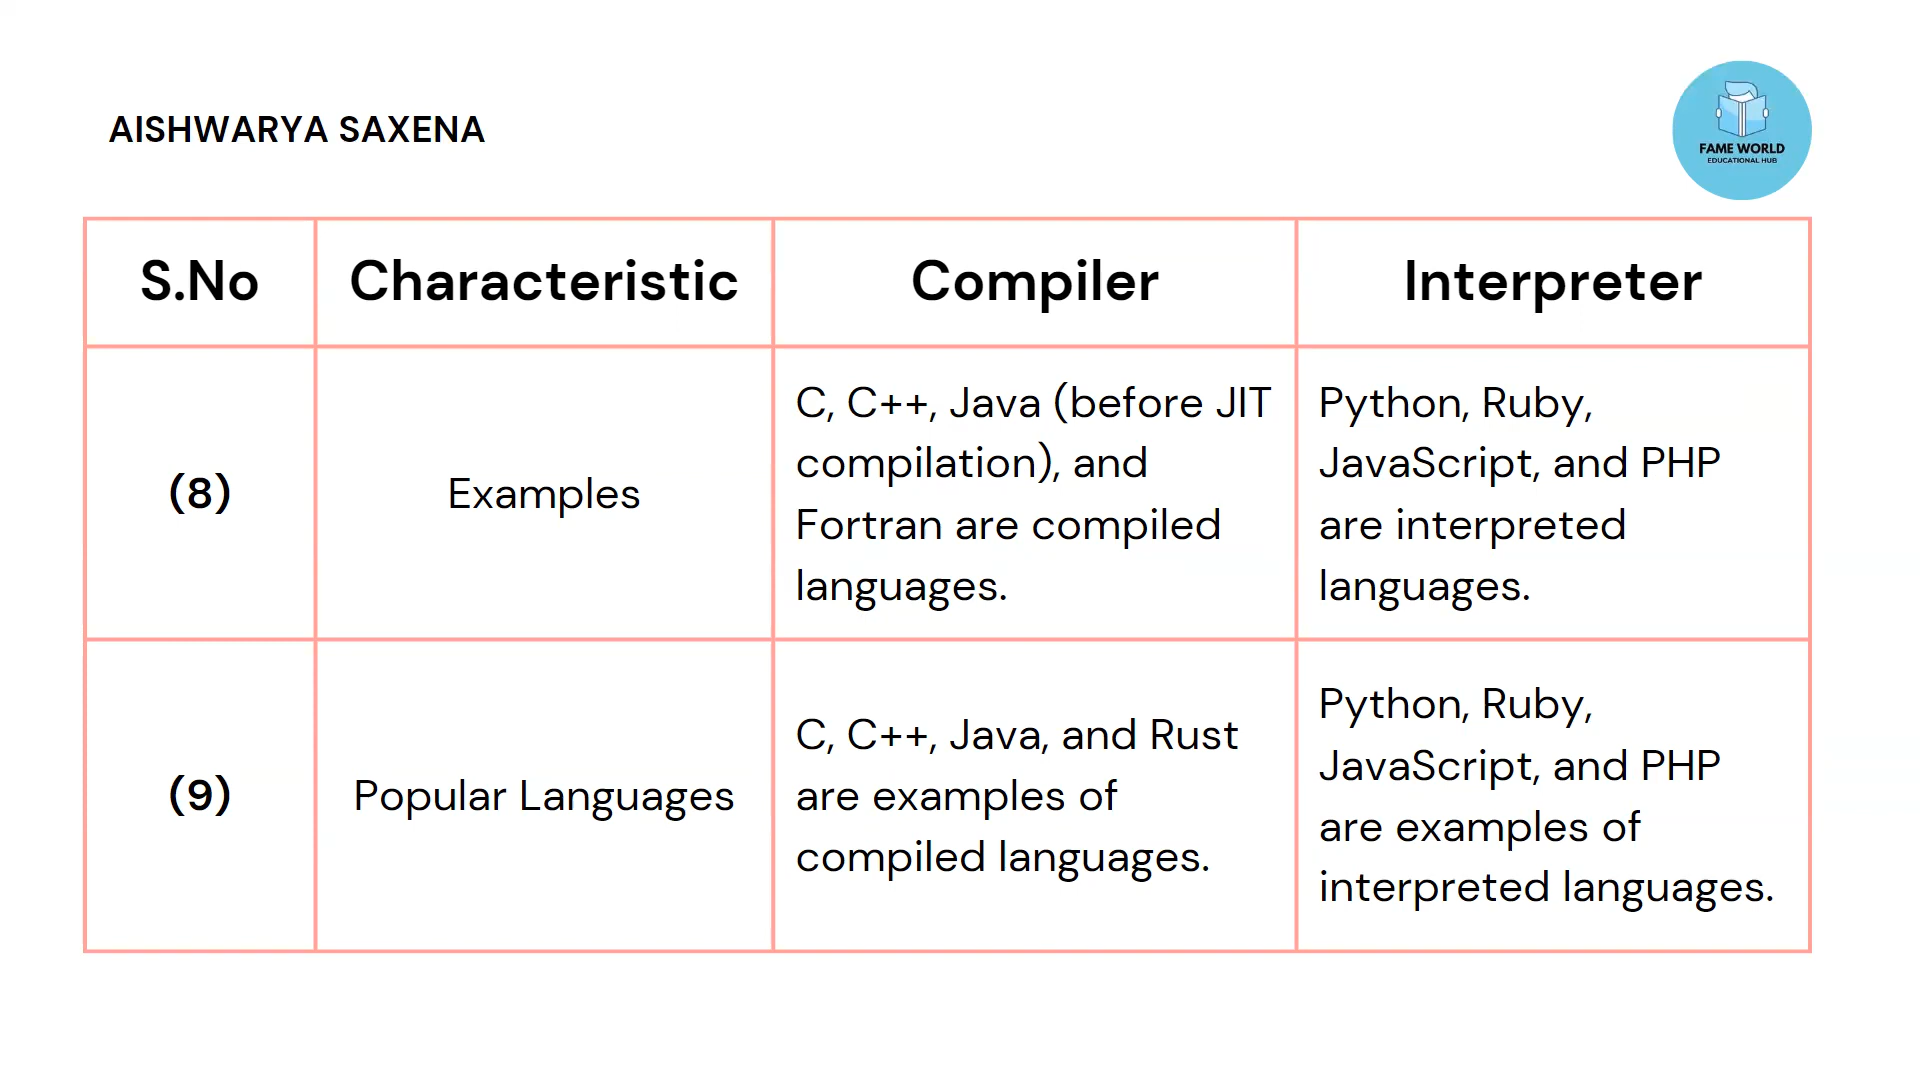 AISHWARYA SAXENA
FAME WORLD
EDUCATIONAL HUB
S.No
Characteristic
Compiler
Interpreter
(8)
Examples
C, C++, Java (before JIT
compilation), and
Fortran are compiled
languages.
Python, Ruby,
JavaScript, and PHP
are interpreted
languages.
(9)
Popular Languages
C, C++, Java, and Rust
are examples of
compiled languages.
Python, Ruby,
JavaScript, and PHP
are examples of
interpreted languages.